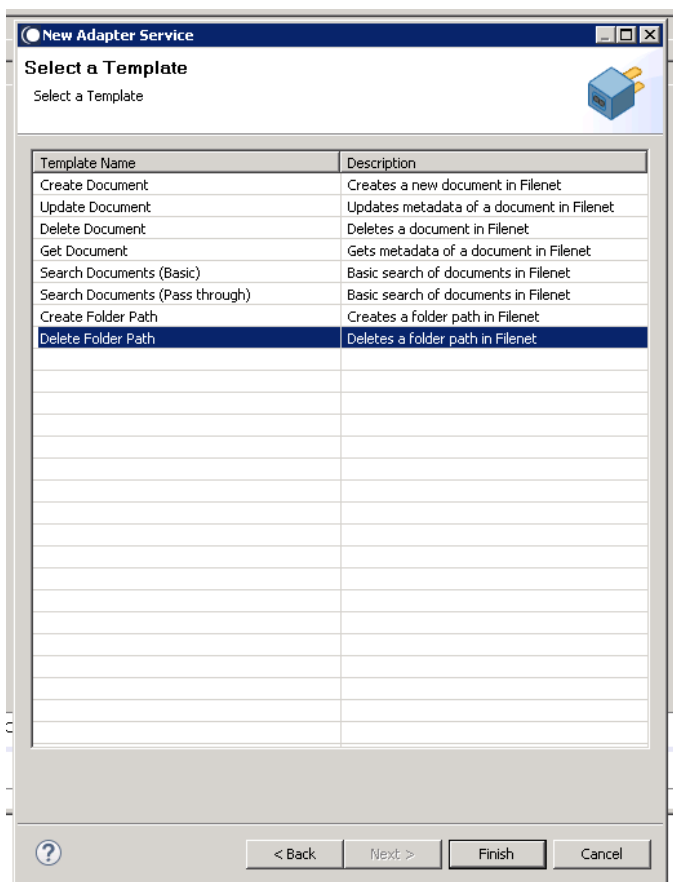 New Adapter Service
Select a Template
Select a Template
Template Name Description
Create Document Creates a new document in Filenet
Update Document Updates metadata of a document in Filenet
Delete Document Deletes a document in Filenet
Get Document Gets metadata of a document in Filenet
Search Documents (Basic) Basic search of documents in Filenet
Search Documents (Pass through) Basic search of documents in Filenet
Create Folder Path Creates a folder path in Filenet
Delete Folder Path Deletes a folder path in Filenet
? < Back Next > Finish Cancel